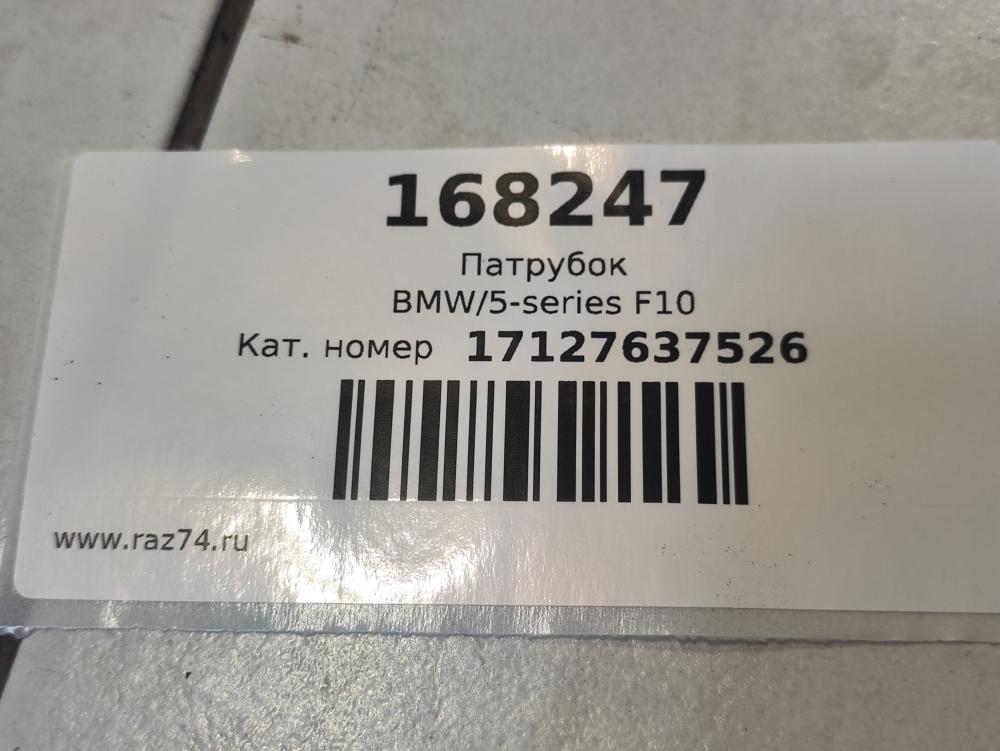 168247
Патрубок
BMW/5-series F10
Кат. номер 17127637526
www.raz74.ru